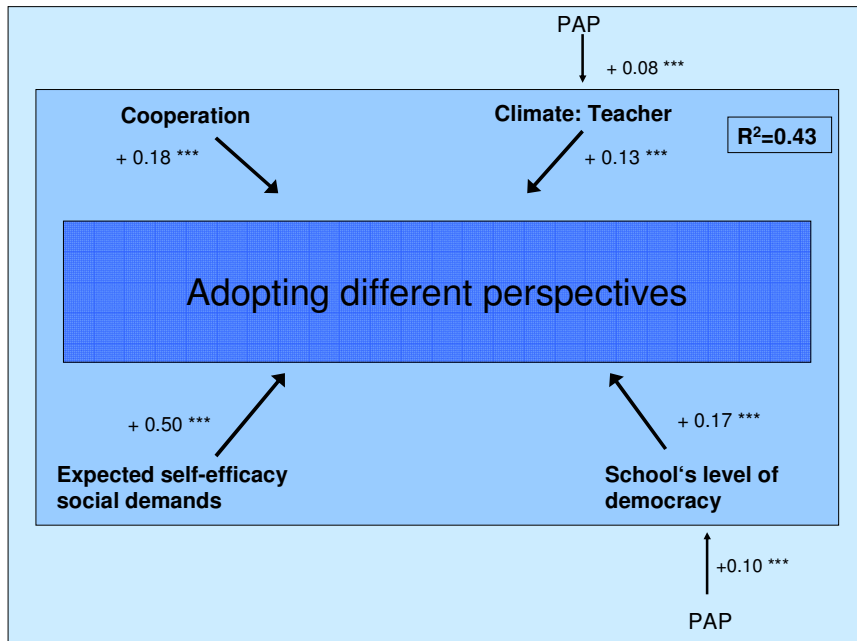 PAP
+ 0.08 ***
Cooperation
Climate: Teacher
R²=0.43
+ 0.18 ***
+ 0.13 ***
Adopting different perspectives
+ 0.50 ***
+ 0.17 ***
Expected self-efficacy
social demands
School‘s level of
democracy
+0.10 ***
PAP